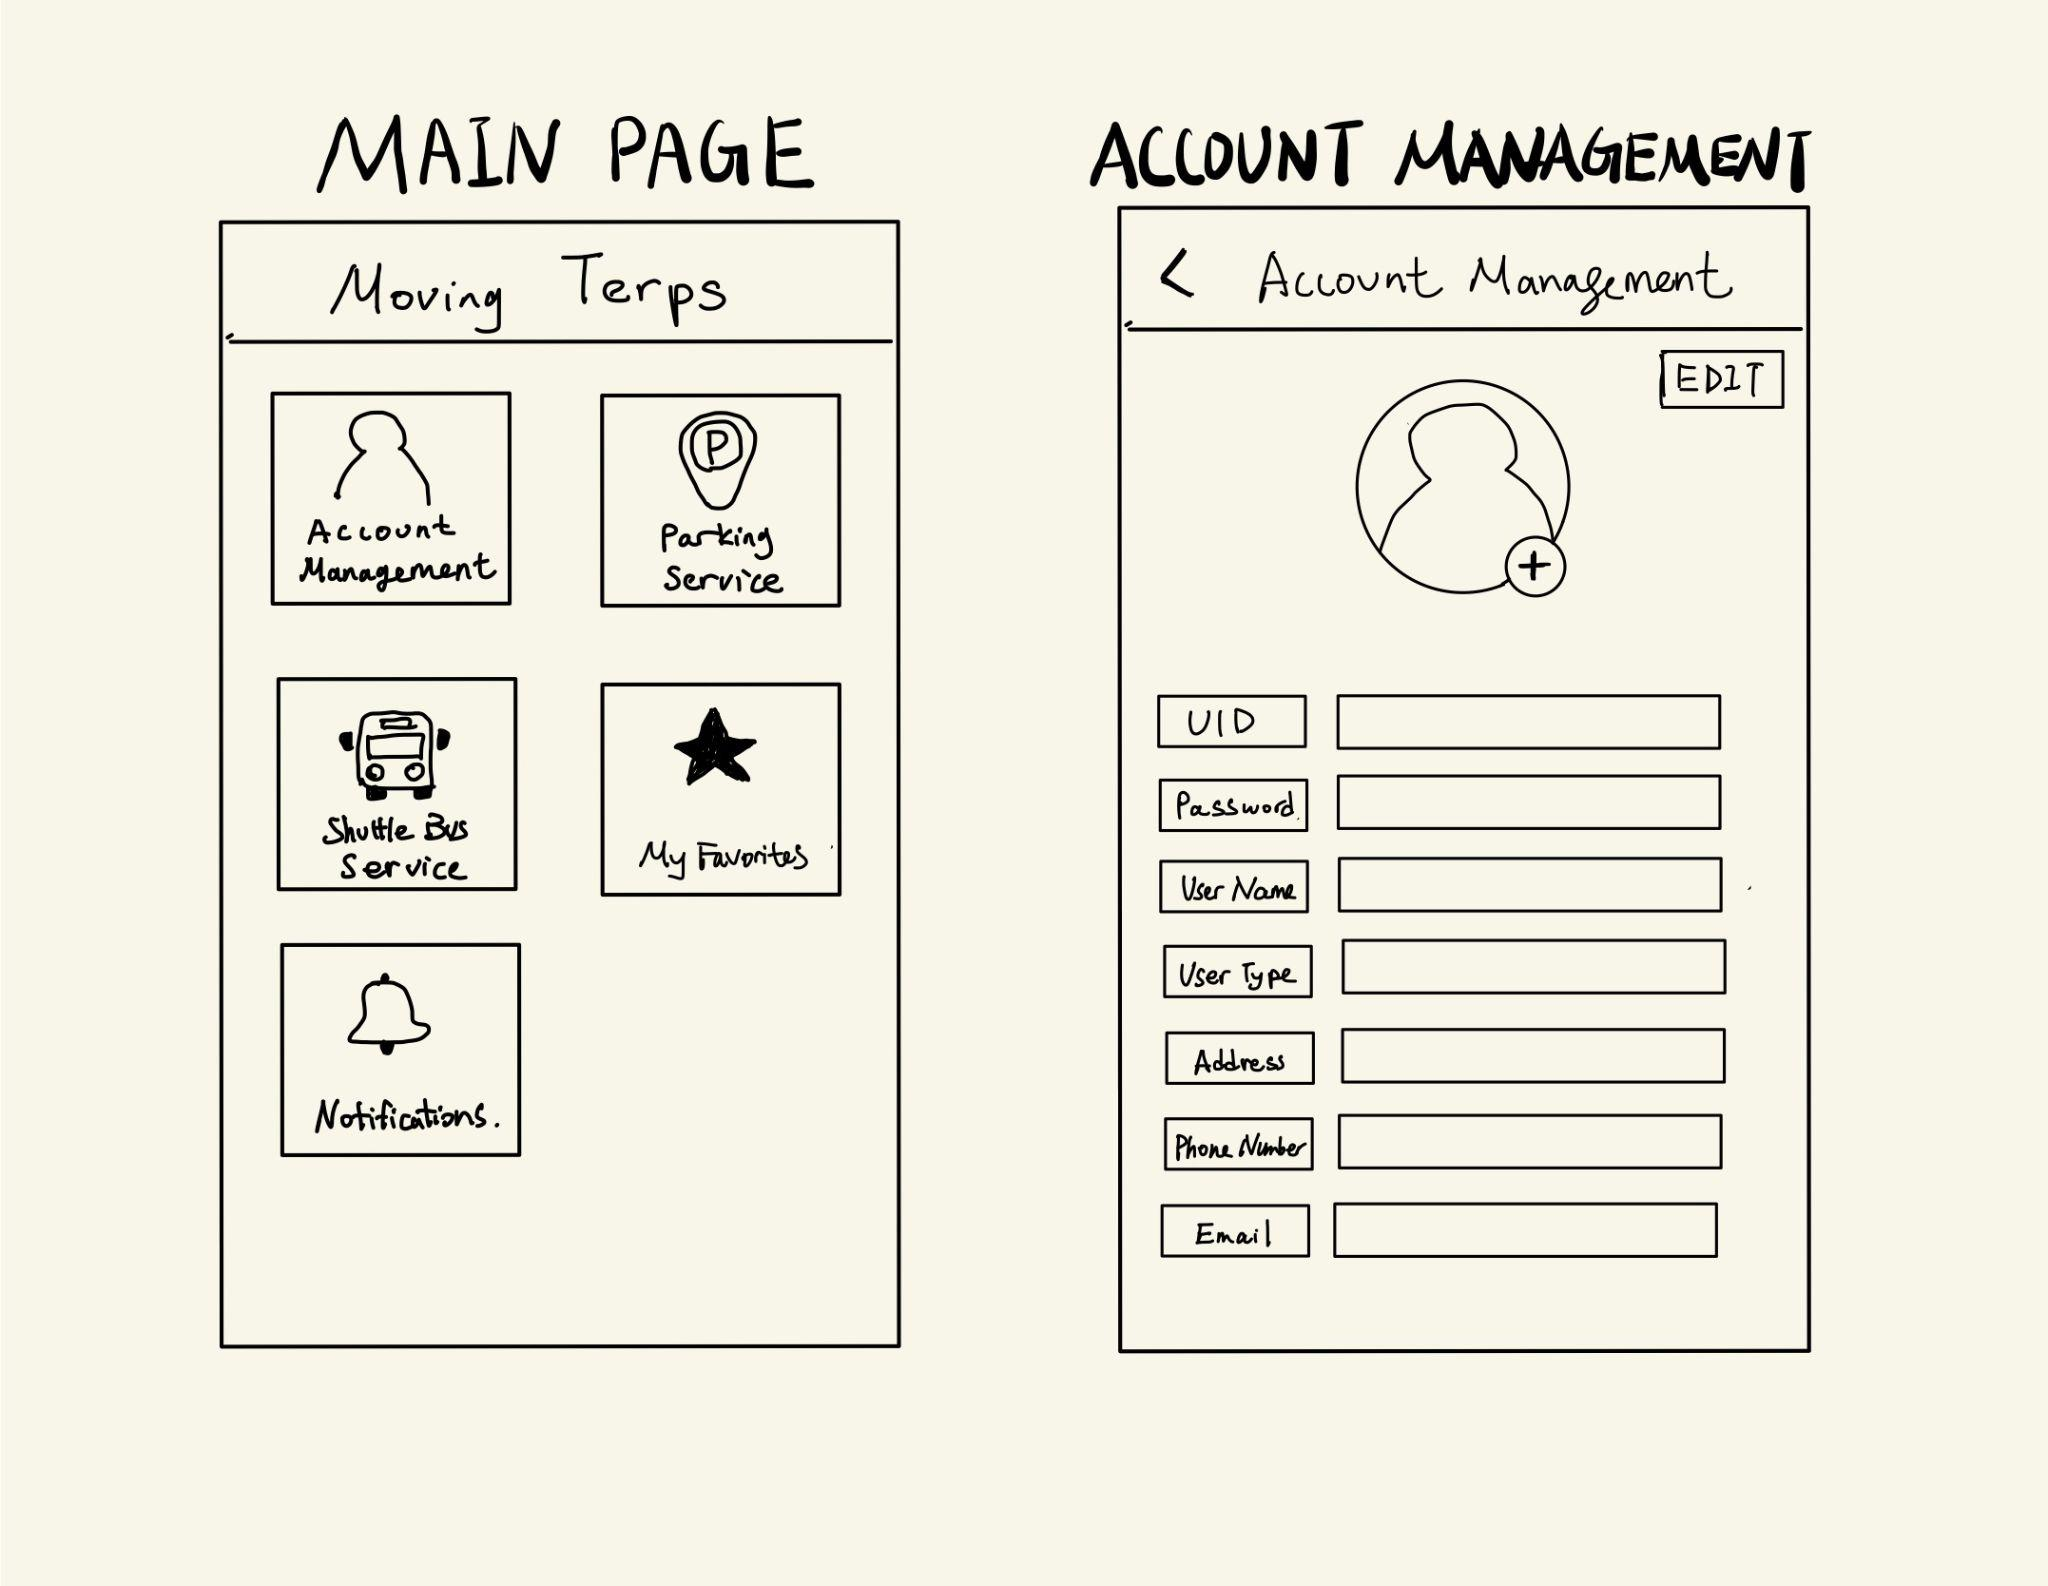 MAIN PAGE
Moving Terps
Account
Management
P
Parking
Service
Shuttle Bus
Service
My Favorites
Notifications.
ACCOUNT MANAGEMENT
< Account Management
EDIT
+
UID
Password
User Name
User Type
Address
Phone Number
Email